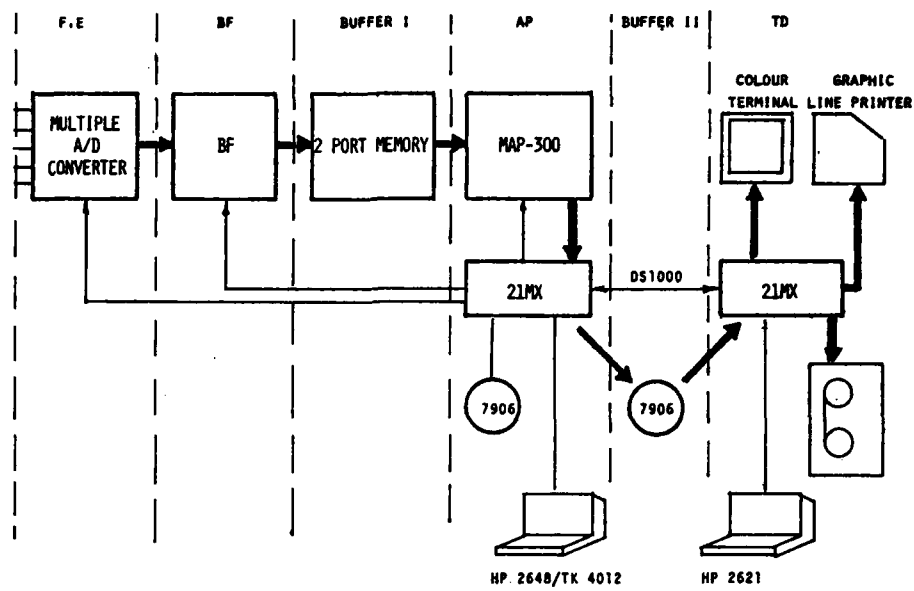 F.E BF BUFFER I AP BUFFER II TD
COLOUR TERMINAL
GRAPHIC LINE PRINTER
MULTIPLE
A/D
CONVERTER
BF
2 PORT MEMORY
MAP-300
21MX
DS1000
21MX
7906
7906
HP 2648/TK 4012
HP 2621